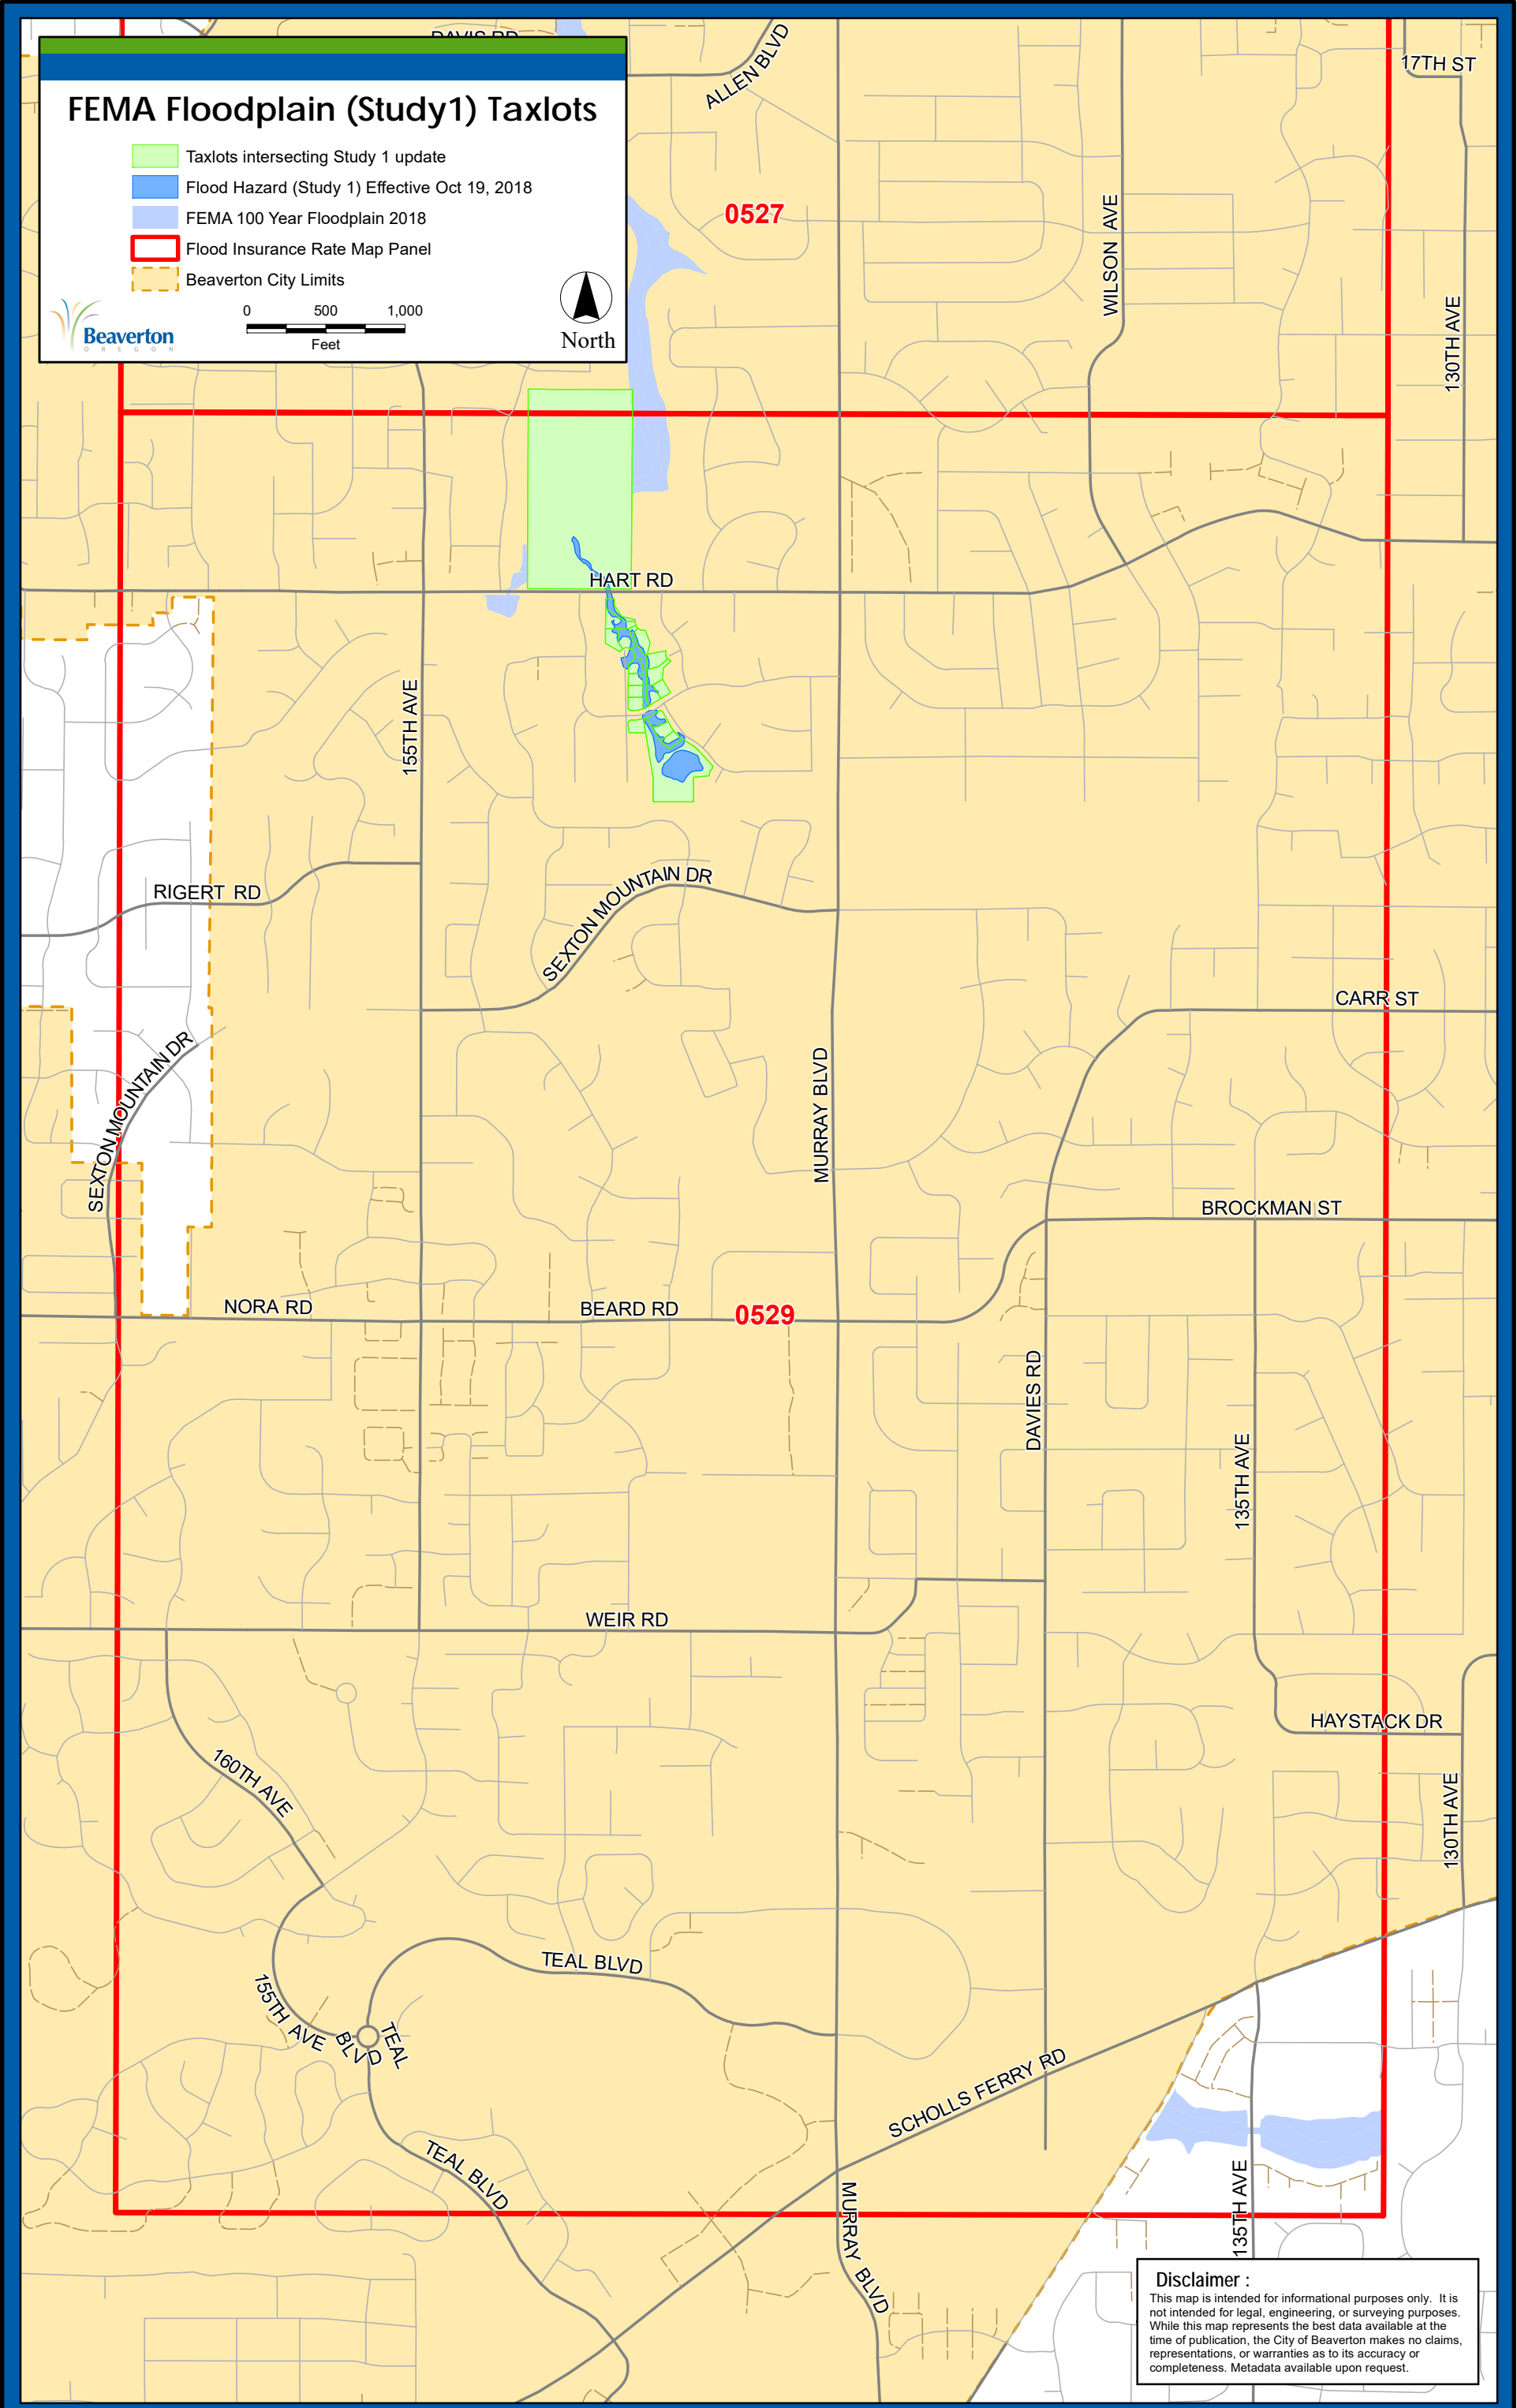 DAVIS RD
FEMA Floodplain (Study1) Taxlots
Taxlots intersecting Study 1 update
Flood Hazard (Study 1) Effective Oct 19, 2018
FEMA 100 Year Floodplain 2018
Flood Insurance Rate Map Panel
Beaverton City Limits
0 500 1,000
Feet
Beaverton
OREGON
North
ALLEN BLVD
17TH ST
0527
WILSON AVE
130TH AVE
HART RD
155TH AVE
RIGERT RD
SEXTON MOUNTAIN DR
CARR ST
SEXTON MOUNTAIN DR
MURRAY BLVD
BROCKMAN ST
NORA RD
BEARD RD
0529
DAVIES RD
135TH AVE
WEIR RD
HAYSTACK DR
160TH AVE
130TH AVE
TEAL BLVD
155TH AVE
TEAL
BLVD
SCHOLLS FERRY RD
TEAL BLVD
MURRAY BLVD
135TH AVE
Disclaimer :
This map is intended for informational purposes only. It is
not intended for legal, engineering, or surveying purposes.
While this map represents the best data available at the
time of publication, the City of Beaverton makes no claims,
representations, or warranties as to its accuracy or
completeness. Metadata available upon request.